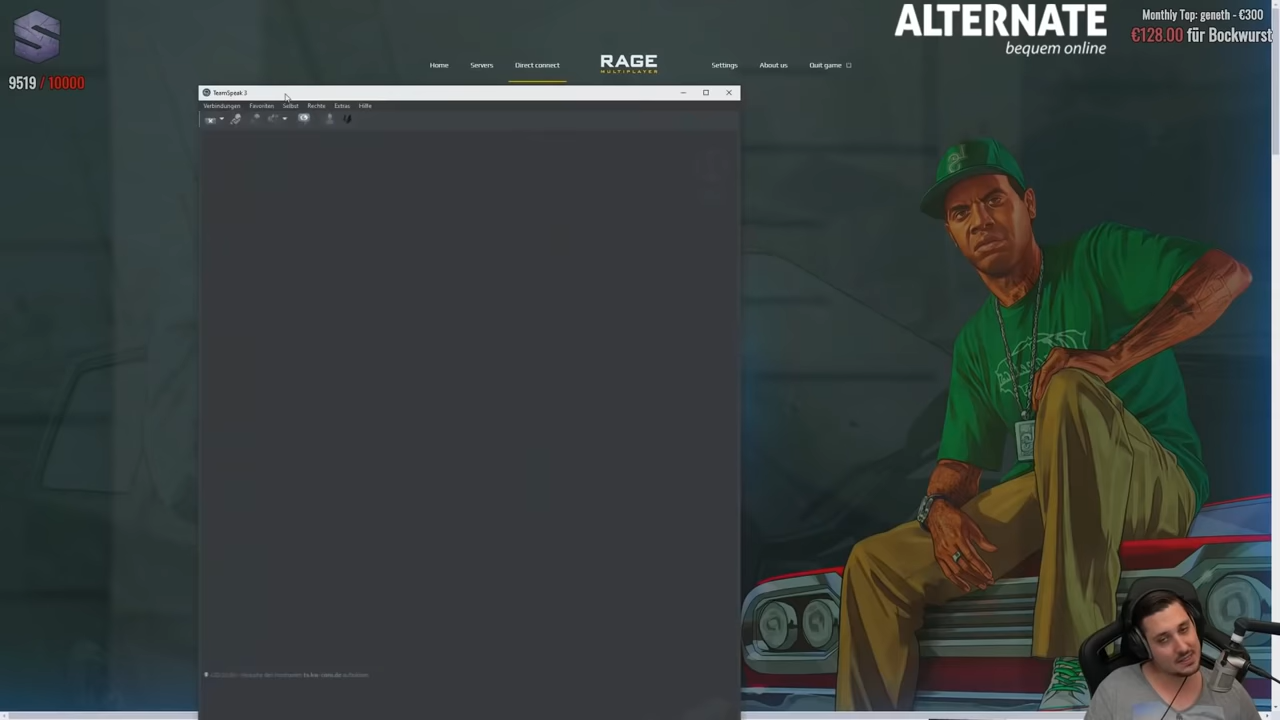 S
9519 / 10000
ALTERNATE
bequem online
Monthly Top: geneth - €300
€128.00 für Bockwurst
Home
Servers
Direct connect
RAGE
MULTIPLAYER
Settings
About us
Quit game
TeamSpeak 3
Verbindungen
Favoriten
Selbst
Rechte
Extras
Hilfe